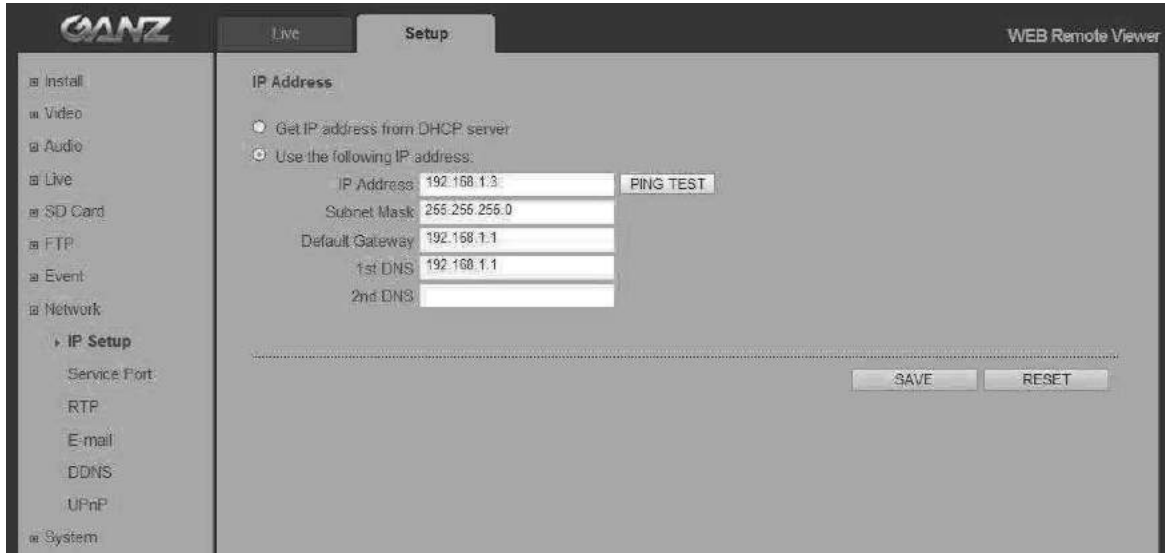 GANZ
Live
Setup
WEB Remote Viewer
Install
Video
Audio
Live
SD Card
FTP
Event
Network
IP Setup
Service Port
RTP
E-mail
DDNS
UPnP
System
IP Address
Get IP address from DHCP server
Use the following IP address:
IP Address 192.168.1.3 PING TEST
Subnet Mask 255.255.255.0
Default Gateway 192.168.1.1
1st DNS 192.168.1.1
2nd DNS
SAVE RESET